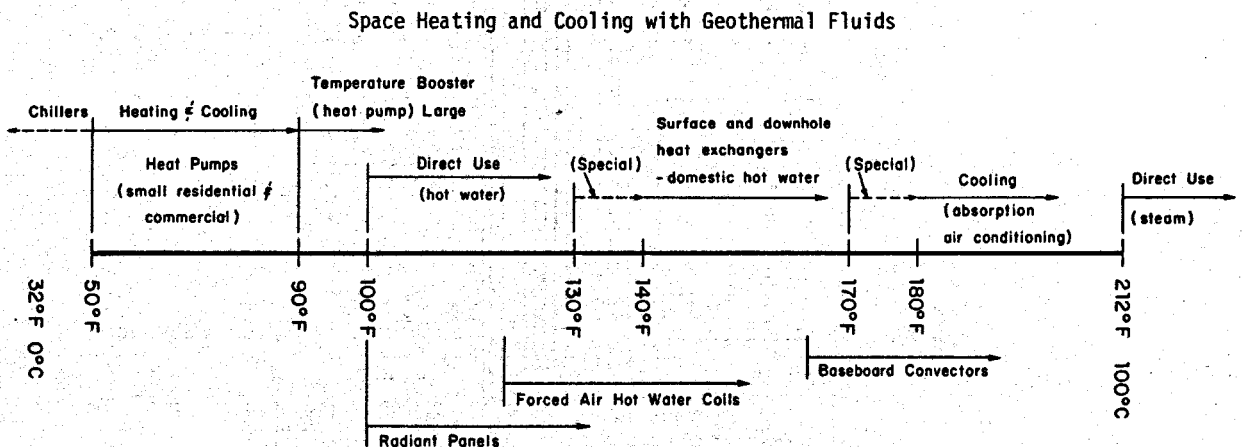 Space Heating and Cooling with Geothermal Fluids
Temperature Booster
(heat pump) Large
Chillers
Heating & Cooling
Heat Pumps
(small residential &
commercial)
Direct Use
(hot water)
(Special)
Surface and downhole
heat exchangers
-domestic hot water
(Special)
Cooling
(absorption
air conditioning)
Direct Use
(steam)
32°F 0°C
50°F
90°F
100°F
130°F
140°F
170°F
180°F
212°F 100°C
Baseboard Convectors
Forced Air Hot Water Coils
Radiant Panels